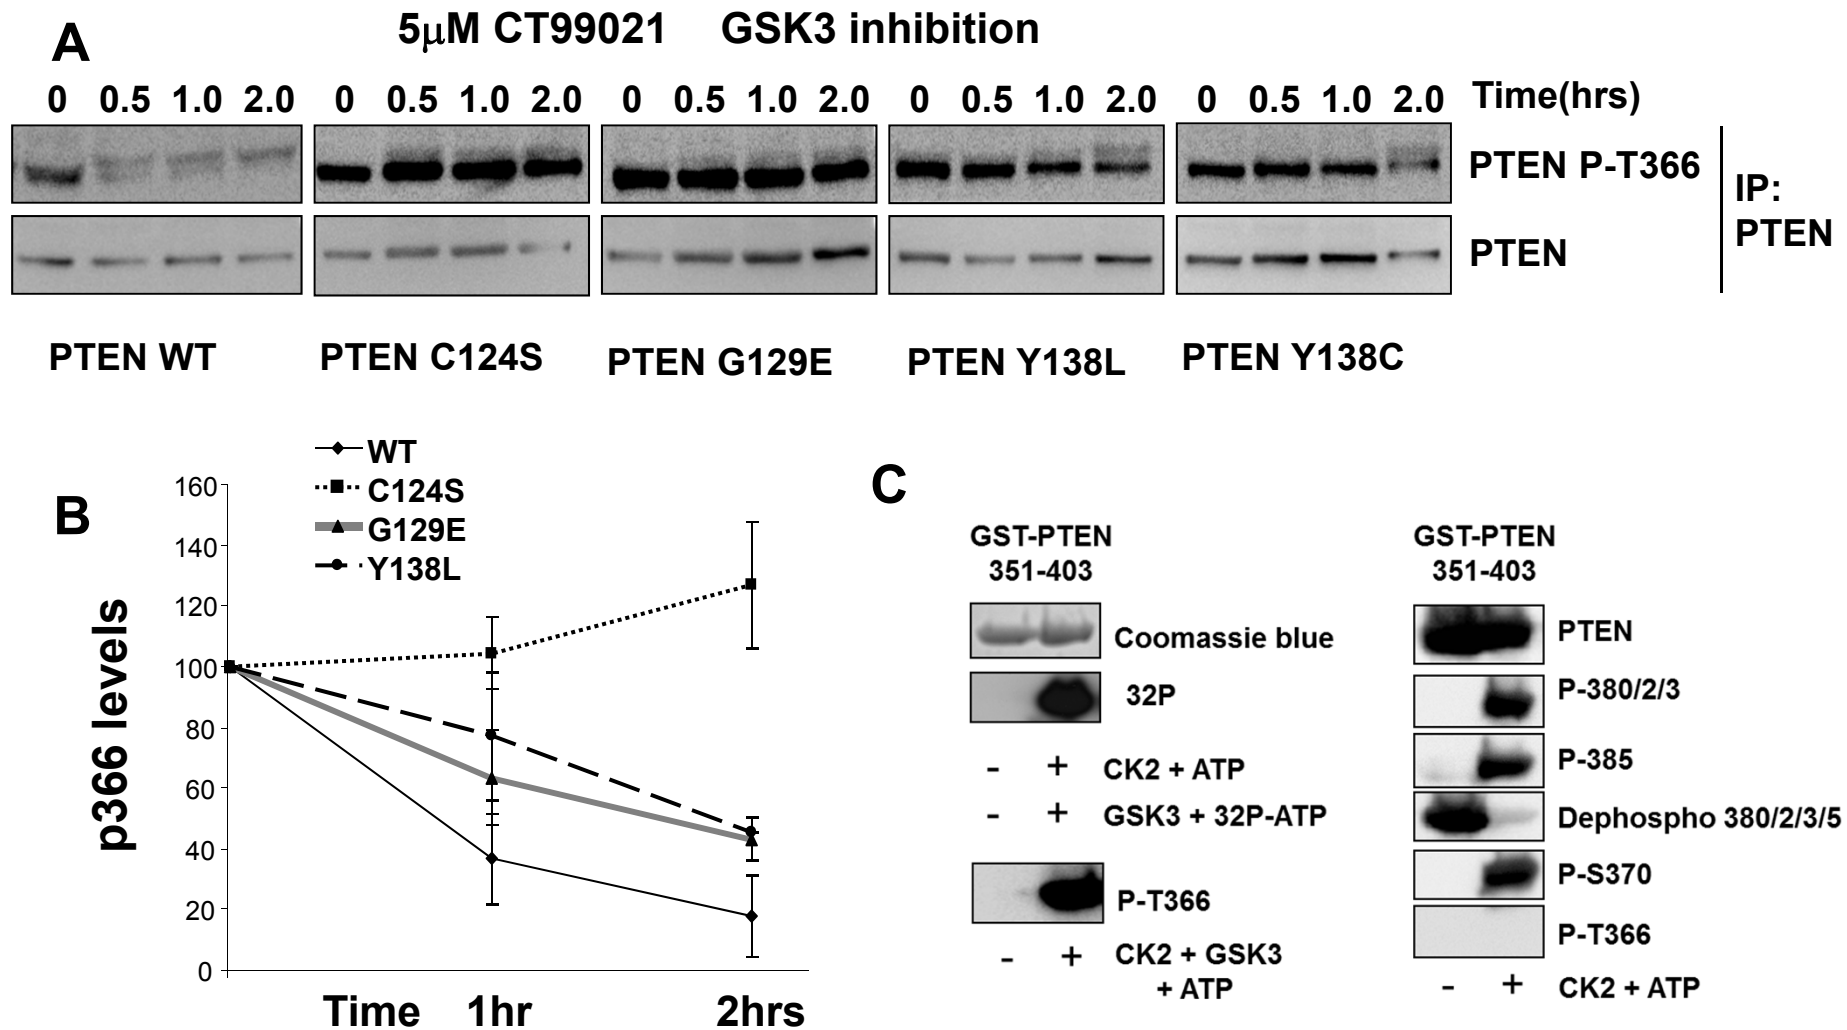 A
5µM CT99021 GSK3 inhibition
0 0.5 1.0 2.0 0 0.5 1.0 2.0 0 0.5 1.0 2.0 0 0.5 1.0 2.0 0 0.5 1.0 2.0 Time(hrs)
PTEN P-T366
PTEN
IP:
PTEN
PTEN WT PTEN C124S PTEN G129E PTEN Y138L PTEN Y138C
B
WT
C124S
G129E
Y138L
p366 levels
160
140
120
100
80
60
40
20
0
Time 1hr 2hrs
C
GST-PTEN
351-403
Coomassie blue
32P
- + CK2 + ATP
- + GSK3 + 32P-ATP
P-T366
- + CK2 + GSK3
+ ATP
GST-PTEN
351-403
PTEN
P-380/2/3
P-385
Dephospho 380/2/3/5
P-S370
P-T366
- + CK2 + ATP